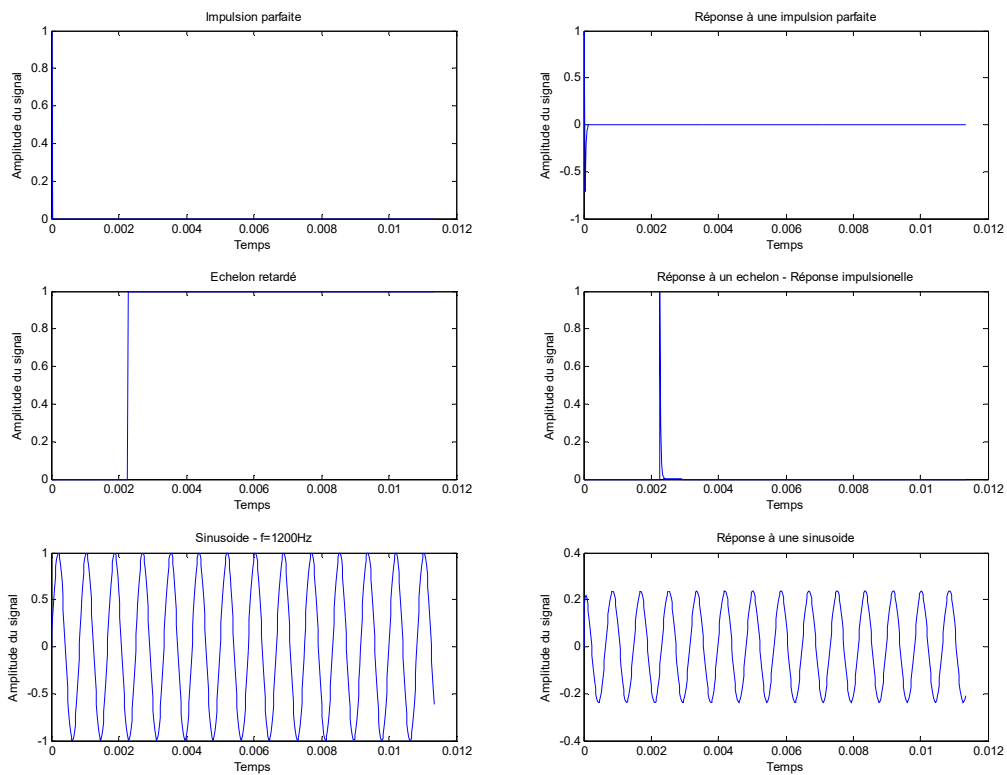 Impulsion parfaite
Amplitude du signal
1
0.8
0.6
0.4
0.2
0
0 0.002 0.004 0.006 0.008 0.01 0.012
Temps
Réponse à une impulsion parfaite
Amplitude du signal
1
0.5
0
-0.5
-1
0 0.002 0.004 0.006 0.008 0.01 0.012
Temps
Echelon retardé
Amplitude du signal
1
0.8
0.6
0.4
0.2
0
0 0.002 0.004 0.006 0.008 0.01 0.012
Temps
Réponse à un echelon - Réponse impulsionelle
Amplitude du signal
1
0.8
0.6
0.4
0.2
0
0 0.002 0.004 0.006 0.008 0.01 0.012
Temps
Sinusoide - f=1200Hz
Amplitude du signal
1
0.5
0
-0.5
-1
0 0.002 0.004 0.006 0.008 0.01 0.012
Temps
Réponse à une sinusoide
Amplitude du signal
0.4
0.2
0
-0.2
-0.4
0 0.002 0.004 0.006 0.008 0.01 0.012
Temps